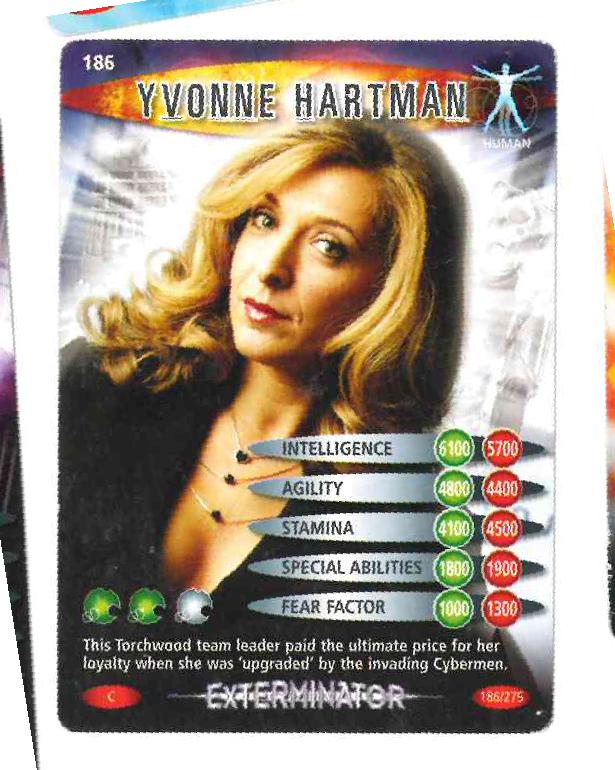 186
YVONNE HARTMAN
HUMAN
INTELLIGENCE 6100 5700
AGILITY 4800 4400
STAMINA 4100 4500
SPECIAL ABILITIES 1800 1900
FEAR FACTOR 1000 1300
This Torchwood team leader paid the ultimate price for her
loyalty when she was 'upgraded' by the invading Cybermen.
C EXTERMINATOR 186/275